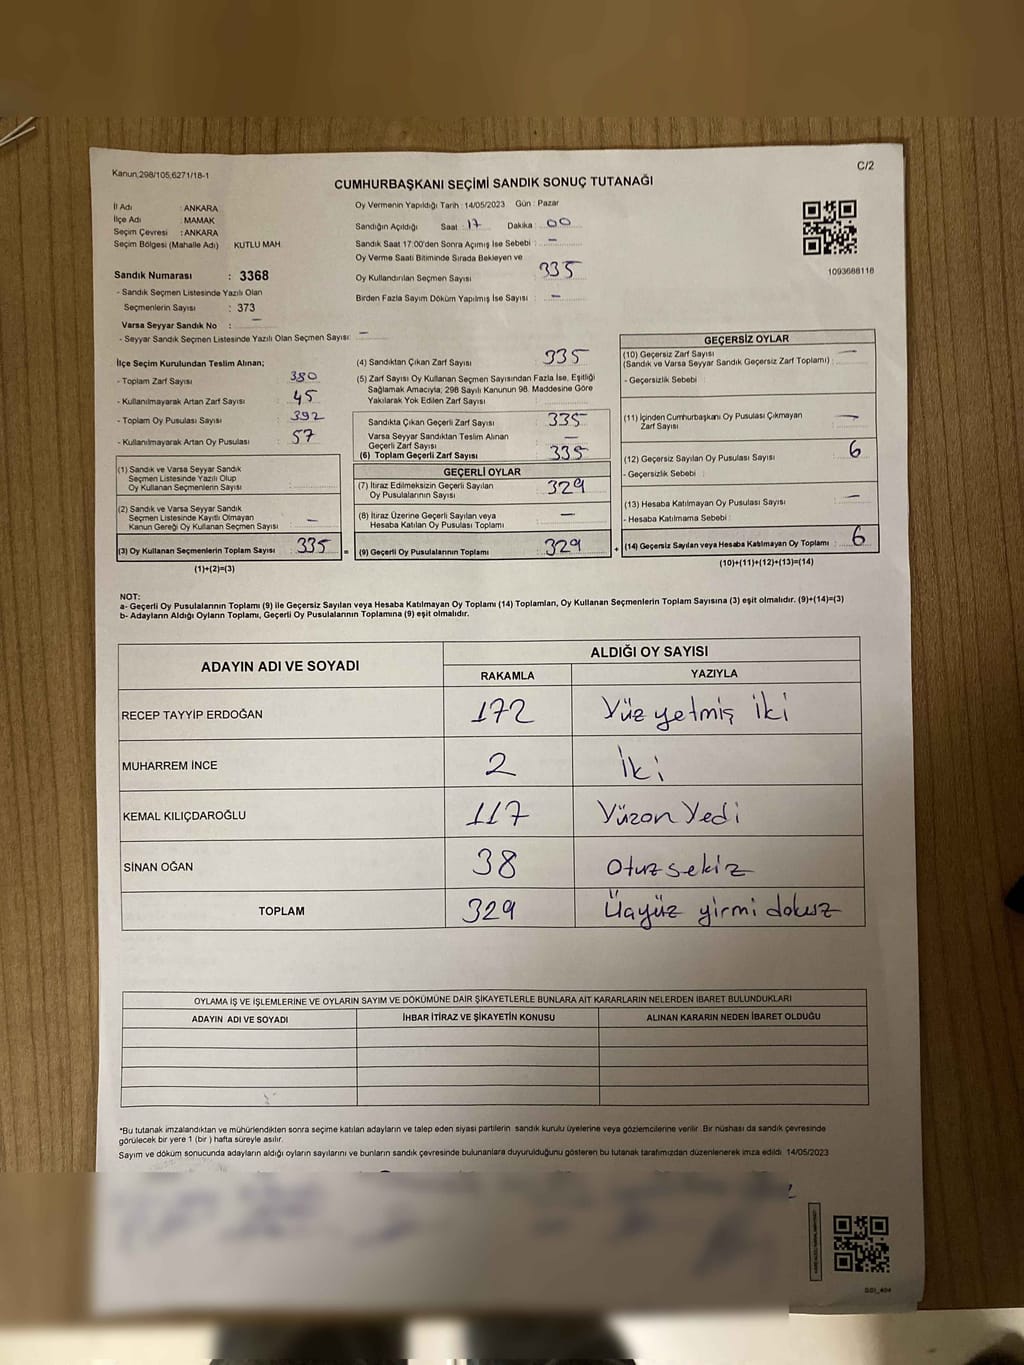 Kanun,298/105,6271/18-1
C/2
CUMHURBAŞKANI SEÇİMİ SANDIK SONUÇ TUTANAĞI
İl Adı : ANKARA
İlçe Adı : MAMAK
Seçim Çevresi : ANKARA
Seçim Bölgesi (Mahalle Adı) KUTLU MAH
Sandık Numarası : 3368
- Sandık Seçmen Listesinde Yazılı Olan
Seçmenlerin Sayısı : 373
Varsa Seyyar Sandık No : —
- Seyyar Sandık Seçmen Listesinde Yazılı Olan Seçmen Sayısı: —
Oy Vermenin Yapıldığı Tarih : 14/05/2023 Gün : Pazar
Sandığın Açıldığı Saat : 17 Dakika : 00
Sandık Saat 17:00'den Sonra Açımış İse Sebebi : —
Oy Verme Saati Bitiminde Sırada Bekleyen ve
Oy Kullandırılan Seçmen Sayısı : 335
Birden Fazla Sayım Döküm Yapılmış İse Sayısı : —
1093688118
İlçe Seçim Kurulundan Teslim Alınan;
- Toplam Zarf Sayısı : 380
- Kullanılmayarak Artan Zarf Sayısı : 45
- Toplam Oy Pusulası Sayısı : 392
- Kullanılmayarak Artan Oy Pusulası : 57
(1) Sandık ve Varsa Seyyar Sandık
Seçmen Listesinde Yazılı Olup
Oy Kullanan Seçmenlerin Sayısı :
(2) Sandık ve Varsa Seyyar Sandık
Seçmen Listesinde Kayıtlı Olmayan
Kanun Gereği Oy Kullanan Seçmen Sayısı : —
(3) Oy Kullanan Seçmenlerin Toplam Sayısı : 335
(1)+(2)=(3)
=
(4) Sandıktan Çıkan Zarf Sayısı : 335
(5) Zarf Sayısı Oy Kullanan Seçmen Sayısından Fazla İse, Eşitliği
Sağlamak Amacıyla; 298 Sayılı Kanunun 98. Maddesine Göre
Yakılarak Yok Edilen Zarf Sayısı :
Sandıkta Çıkan Geçerli Zarf Sayısı : 335
Varsa Seyyar Sandıktan Teslim Alınan
Geçerli Zarf Sayısı : —
(6) Toplam Geçerli Zarf Sayısı : 335
GEÇERLİ OYLAR
(7) İtiraz Edilmeksizin Geçerli Sayılan
Oy Pusulalarının Sayısı : 329
(8) İtiraz Üzerine Geçerli Sayılan veya
Hesaba Katılan Oy Pusulası Toplamı : —
(9) Geçerli Oy Pusulalarının Toplamı : 329
+
GEÇERSİZ OYLAR
(10) Geçersiz Zarf Sayısı —
(Sandık ve Varsa Seyyar Sandık Geçersiz Zarf Toplamı) :
- Geçersizlik Sebebi :
(11) İçinden Cumhurbaşkanı Oy Pusulası Çıkmayan
Zarf Sayısı : —
(12) Geçersiz Sayılan Oy Pusulası Sayısı : 6
- Geçersizlik Sebebi :
(13) Hesaba Katılmayan Oy Pusulası Sayısı : —
- Hesaba Katılmama Sebebi :
(14) Geçersiz Sayılan veya Hesaba Katılmayan Oy Toplamı : 6
(10)+(11)+(12)+(13)=(14)
NOT:
a- Geçerli Oy Pusulalarının Toplamı (9) ile Geçersiz Sayılan veya Hesaba Katılmayan Oy Toplamı (14) Toplamları, Oy Kullanan Seçmenlerin Toplam Sayısına (3) eşit olmalıdır. (9)+(14)=(3)
b- Adayların Aldığı Oyların Toplamı, Geçerli Oy Pusulalarının Toplamına (9) eşit olmalıdır.
ADAYIN ADI VE SOYADI ALDIĞI OY SAYISI
RAKAMLA YAZIYLA
RECEP TAYYİP ERDOĞAN 172 Yüz yetmiş iki
MUHARREM İNCE 2 İki
KEMAL KILIÇDAROĞLU 117 Yüzon Yedi
SİNAN OĞAN 38 Otuz sekiz
TOPLAM 329 Üçyüz yirmi dokuz
OYLAMA İŞ VE İŞLEMLERİNE VE OYLARIN SAYIM VE DÖKÜMÜNE DAİR ŞİKAYETLERLE BUNLARA AİT KARARLARIN NELERDEN İBARET BULUNDUKLARI
ADAYIN ADI VE SOYADI İHBAR İTİRAZ VE ŞİKAYETİN KONUSU ALINAN KARARIN NEDEN İBARET OLDUĞU
*Bu tutanak imzalandıktan ve mühürlendikten sonra seçime katılan adayların ve talep eden siyasi partilerin sandık kurulu üyelerine veya gözlemcilerine verilir. Bir nüshası da sandık çevresinde
görülecek bir yere 1 (bir ) hafta süreyle asılır.
Sayım ve döküm sonucunda adayların aldığı oyların sayılarını ve bunların sandık çevresinde bulunanlara duyurulduğunu gösteren bu tutanak tarafımızdan düzenlenerek imza edildi. 14/05/2023